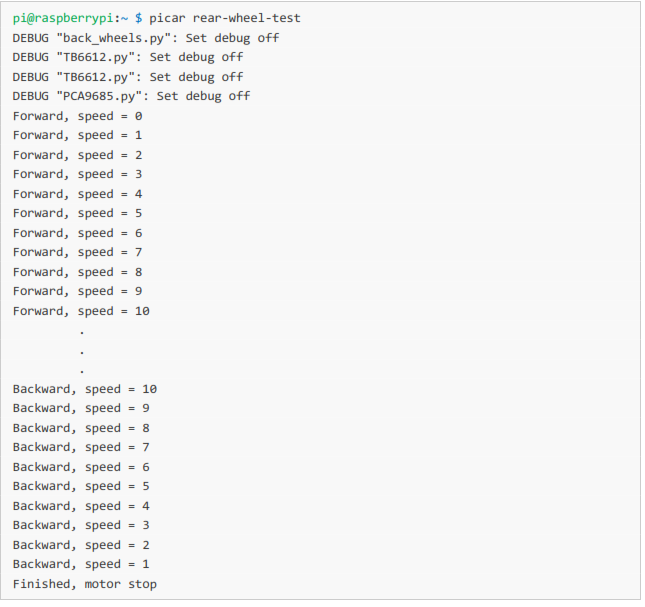 pi@raspberrypi:~ $ picar rear-wheel-test
DEBUG "back_wheels.py": Set debug off
DEBUG "TB6612.py": Set debug off
DEBUG "TB6612.py": Set debug off
DEBUG "PCA9685.py": Set debug off
Forward, speed = 0
Forward, speed = 1
Forward, speed = 2
Forward, speed = 3
Forward, speed = 4
Forward, speed = 5
Forward, speed = 6
Forward, speed = 7
Forward, speed = 8
Forward, speed = 9
Forward, speed = 10
.
.
.
Backward, speed = 10
Backward, speed = 9
Backward, speed = 8
Backward, speed = 7
Backward, speed = 6
Backward, speed = 5
Backward, speed = 4
Backward, speed = 3
Backward, speed = 2
Backward, speed = 1
Finished, motor stop